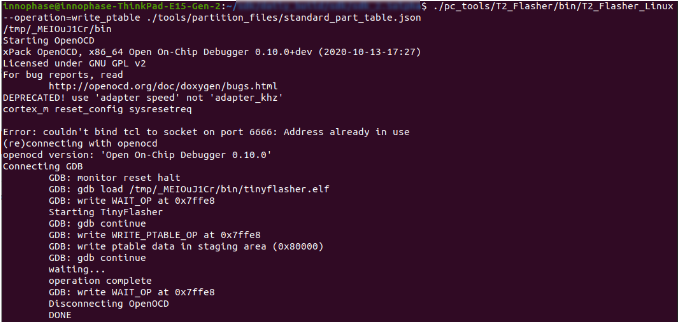 innophase@innophase-ThinkPad-E15-Gen-2:~/ $ ./pc_tools/T2_Flasher/bin/T2_Flasher_Linux
--operation=write_ptable ./tools/partition_files/standard_part_table.json
/tmp/_MEIOuJ1Cr/bin
Starting OpenOCD
xPack OpenOCD, x86_64 Open On-Chip Debugger 0.10.0+dev (2020-10-13-17:27)
Licensed under GNU GPL v2
For bug reports, read
http://openocd.org/doc/doxygen/bugs.html
DEPRECATED! use 'adapter speed' not 'adapter_khz'
cortex_m reset_config sysresetreq
Error: couldn't bind tcl to socket on port 6666: Address already in use
(re)connecting with openocd
openocd version: 'Open On-Chip Debugger 0.10.0'
Connecting GDB
GDB: monitor reset halt
GDB: gdb load /tmp/_MEIOuJ1Cr/bin/tinyflasher.elf
GDB: write WAIT_OP at 0x7ffe8
Starting TinyFlasher
GDB: gdb continue
GDB: write WRITE_PTABLE_OP at 0x7ffe8
GDB: write ptable data in staging area (0x80000)
GDB: gdb continue
waiting...
operation complete
GDB: write WAIT_OP at 0x7ffe8
Disconnecting OpenOCD
DONE